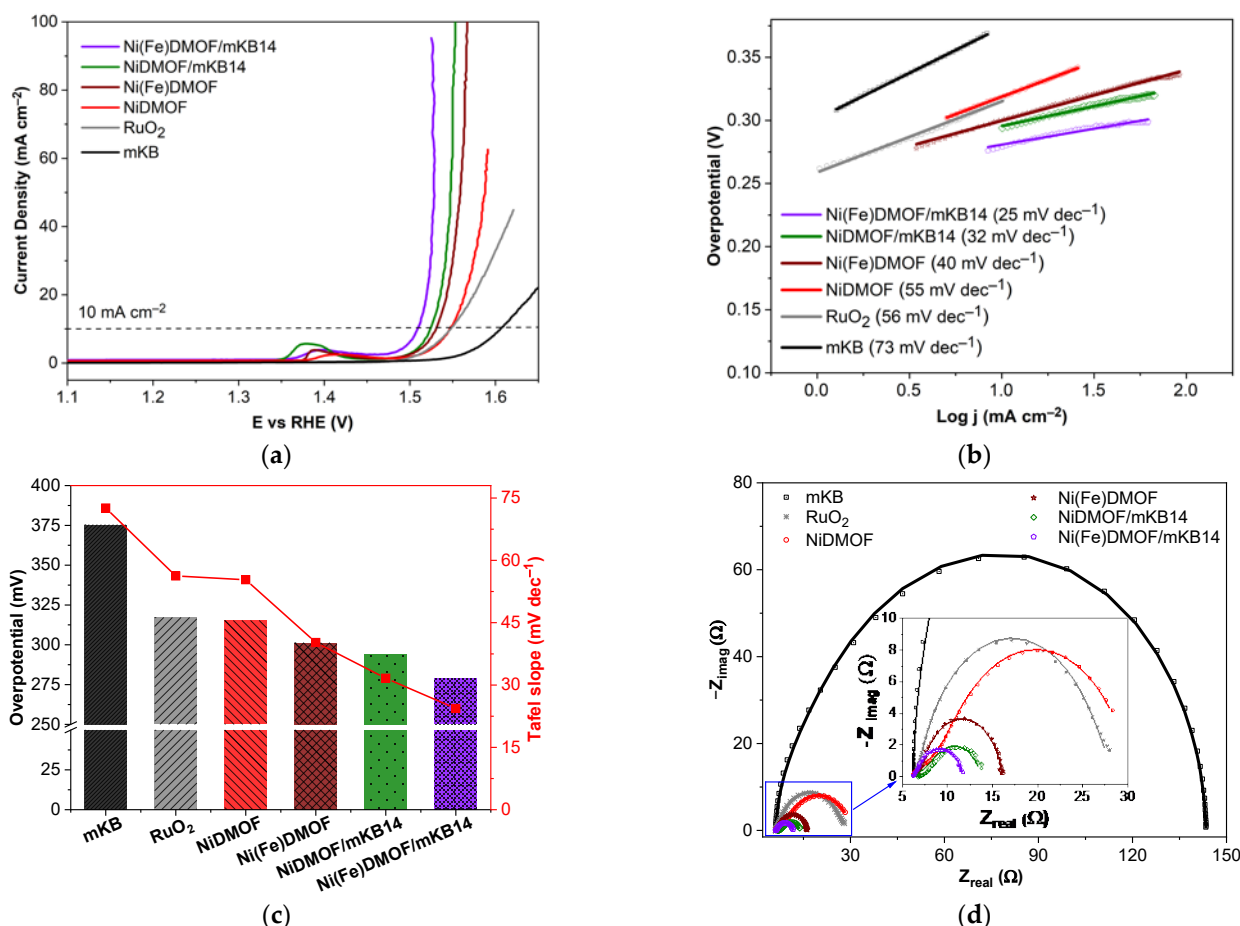 100
80
60
40
20
0
Current Density (mA cm⁻²)
Ni(Fe)DMOF/mKB14
NiDMOF/mKB14
Ni(Fe)DMOF
NiDMOF
RuO₂
mKB
10 mA cm⁻²
1.1 1.2 1.3 1.4 1.5 1.6
E vs RHE (V)
(a)
0.35
0.30
0.25
0.20
0.15
0.10
Overpotential (V)
Ni(Fe)DMOF/mKB14 (25 mV dec⁻¹)
NiDMOF/mKB14 (32 mV dec⁻¹)
Ni(Fe)DMOF (40 mV dec⁻¹)
NiDMOF (55 mV dec⁻¹)
RuO₂ (56 mV dec⁻¹)
mKB (73 mV dec⁻¹)
0.0 0.5 1.0 1.5 2.0
Log j (mA cm⁻²)
(b)
400
375
350
325
300
275
250
25
0
Overpotential (mV)
75
60
45
30
15
0
Tafel slope (mV dec⁻¹)
mKB RuO₂ NiDMOF Ni(Fe)DMOF NiDMOF/mKB14 Ni(Fe)DMOF/mKB14
(c)
80
60
40
20
0
-Zimag(Ω)
mKB
RuO₂
NiDMOF
Ni(Fe)DMOF
NiDMOF/mKB14
Ni(Fe)DMOF/mKB14
10
8
6
4
2
0
-Z imag (Ω)
5 10 15 20 25 30
Zreal (Ω)
30 60 90 120 150
Zreal (Ω)
(d)